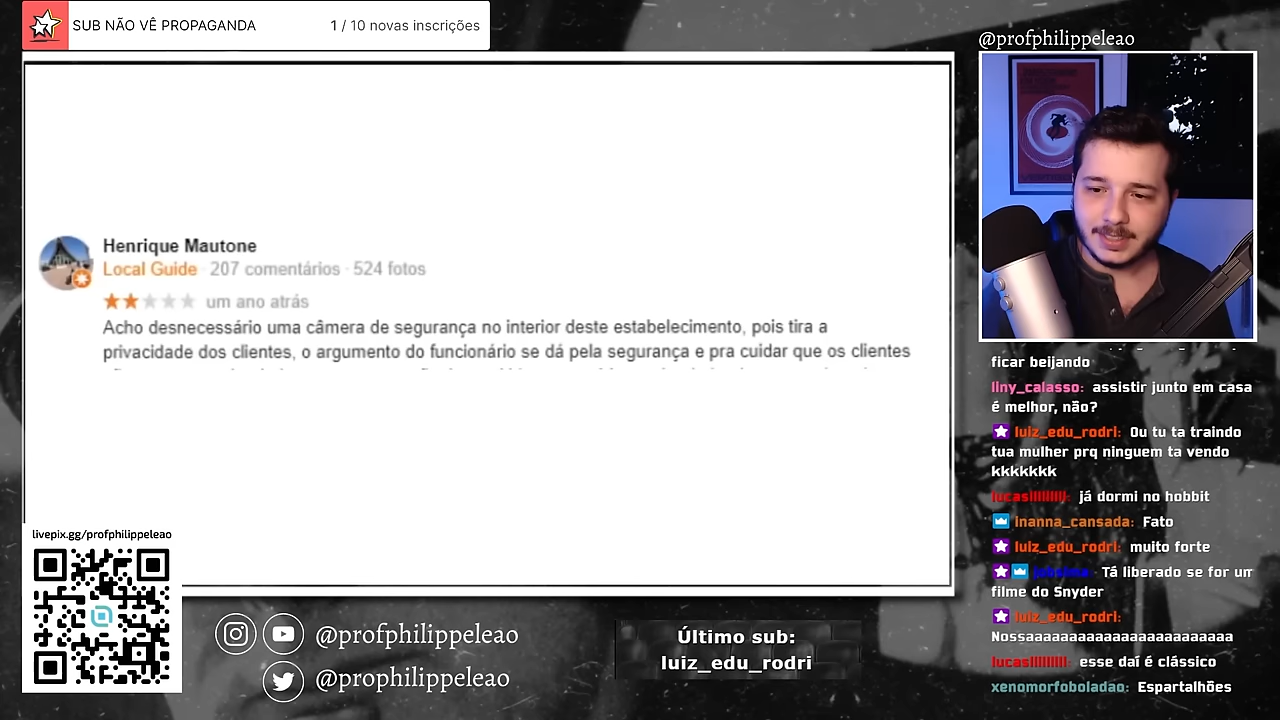 SUB NÃO VÊ PROPAGANDA
1 / 10 novas inscrições
@profphilippeleao
Henrique Mautone
Local Guide · 207 comentários · 524 fotos
um ano atrás
Acho desnecessário uma câmera de segurança no interior deste estabelecimento, pois tira a
privacidade dos clientes, o argumento do funcionário se dá pela segurança e pra cuidar que os clientes
ficar beijando
liny_calasso: assistir junto em casa
é melhor, não?
luiz_edu_rodri: Ou tu ta traindo
tua mulher prq ninguem ta vendo
kkkkkkk
já dormi no hobbit
inanna_cansada: Fato
luiz_edu_rodri: muito forte
Tá liberado se for um
filme do Snyder
luiz_edu_rodri:
Nossaaaaaaaaaaaaaaaaaaaaaaaa
esse daí é clássico
xenomorfoboladao: Espartalhões
livepix.gg/profphilippeleao
@profphilippeleao
@prophilippeleao
Último sub:
luiz_edu_rodri